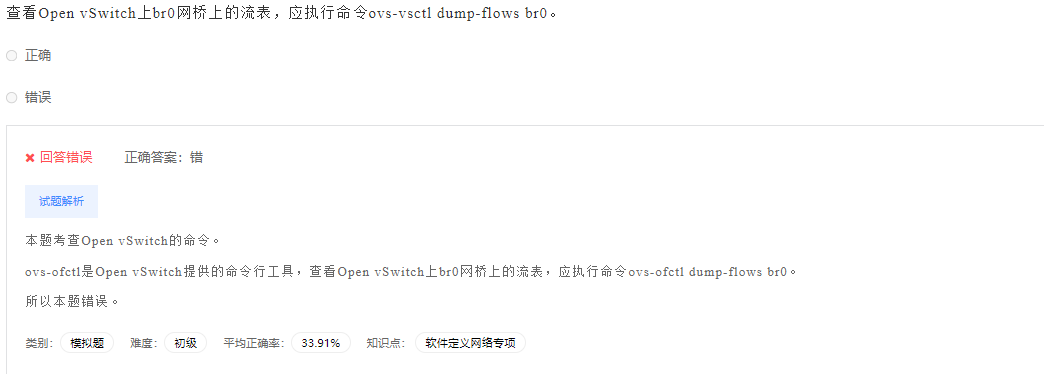 查看Open vSwitch上br0网桥上的流表，应执行命令ovs-vsctl dump-flows br0。
正确
错误
回答错误 正确答案：错
试题解析
本题考查Open vSwitch的命令。
ovs-ofctl是Open vSwitch提供的命令行工具，查看Open vSwitch上br0网桥上的流表，应执行命令ovs-ofctl dump-flows br0。
所以本题错误。
类别： 模拟题 难度： 初级 平均正确率： 33.91% 知识点： 软件定义网络专项